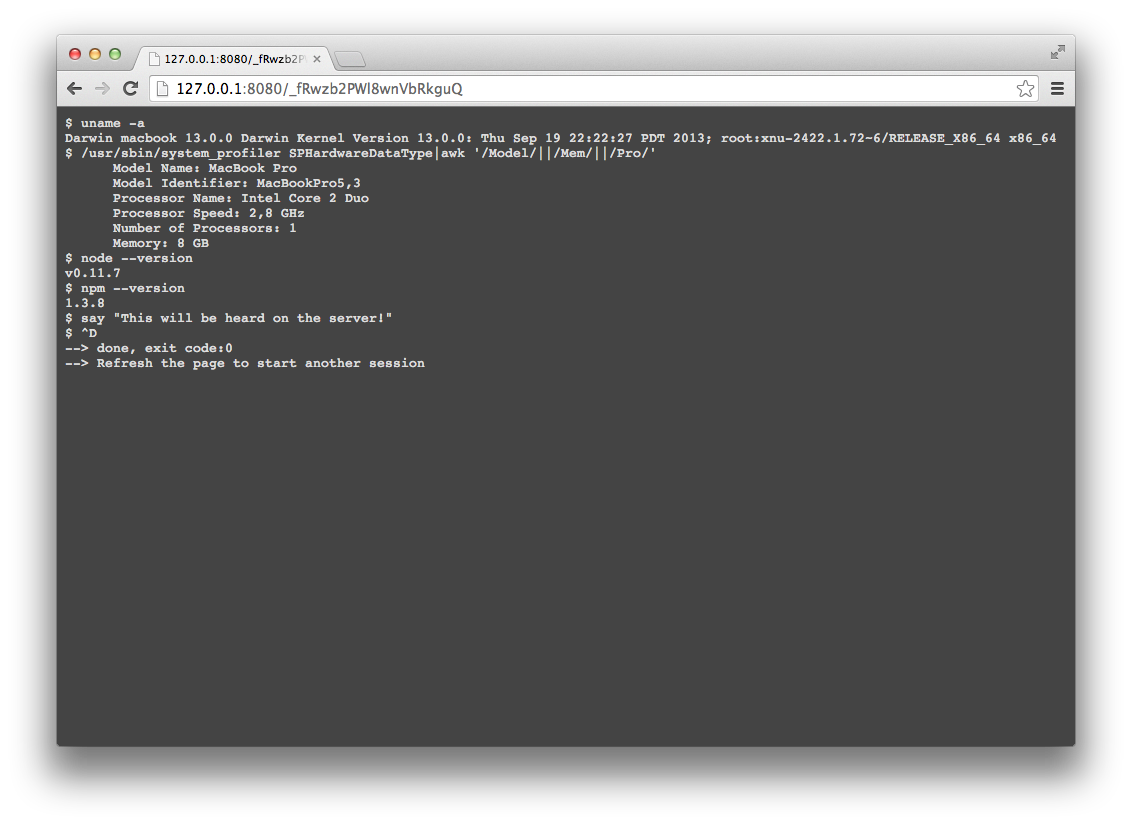 127.0.0.1:8080/_fRwzb2P
127.0.0.1:8080/_fRwzb2PWl8wnVbRkguQ
$ uname -a
Darwin macbook 13.0.0 Darwin Kernel Version 13.0.0: Thu Sep 19 22:22:27 PDT 2013; root:xnu-2422.1.72~6/RELEASE_X86_64 x86_64
$ /usr/sbin/system_profiler SPHardwareDataType|awk '/Model/||/Mem/||/Pro/'
      Model Name: MacBook Pro
      Model Identifier: MacBookPro5,3
      Processor Name: Intel Core 2 Duo
      Processor Speed: 2,8 GHz
      Number of Processors: 1
      Memory: 8 GB
$ node --version
v0.11.7
$ npm --version
1.3.8
$ say "This will be heard on the server!"
$ ^D
--> done, exit code:0
--> Refresh the page to start another session